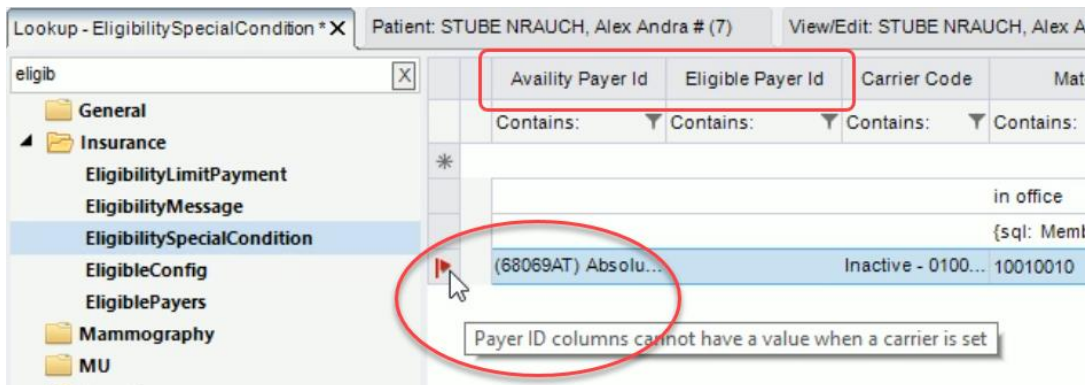 Lookup - EligibilitySpecialCondition * X Patient: STUBE NRAUCH, Alex Andra # (7) View/Edit: STUBE NRAUCH, Alex A
eligib X
General
Insurance
EligibilityLimitPayment
EligibilityMessage
EligibilitySpecialCondition
EligibleConfig
EligiblePayers
Mammography
MU
Availity Payer Id Eligible Payer Id Carrier Code Mat
Contains: Contains: Contains: Contains:
in office
{sql: Memb
(68069AT) Absolu... Inactive - 0100... 10010010
Payer ID columns cannot have a value when a carrier is set